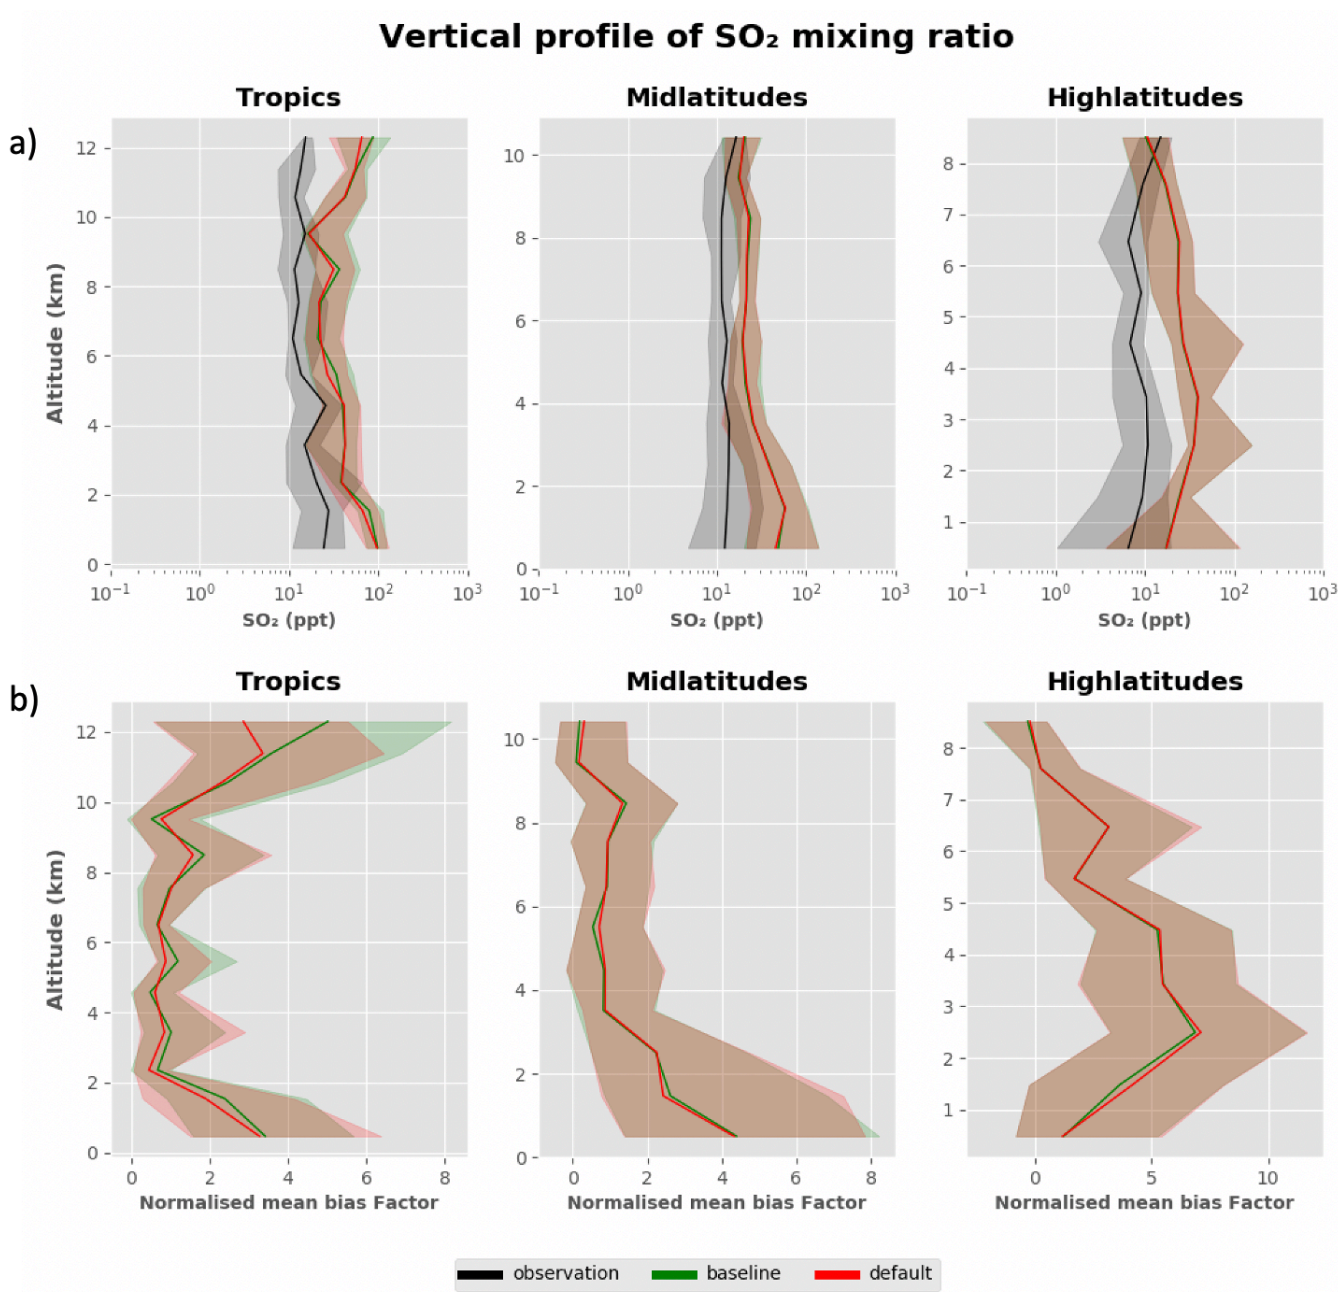 Vertical profile of SO₂ mixing ratio
a)
Tropics
Midlatitudes
Highlatitudes
Altitude (km)
12
10
8
6
4
2
0
10
8
6
4
2
0
8
7
6
5
4
3
2
1
10⁻¹ 10⁰ 10¹ 10² 10³
10⁻¹ 10⁰ 10¹ 10² 10³
10⁻¹ 10⁰ 10¹ 10² 10³
SO₂ (ppt)
SO₂ (ppt)
SO₂ (ppt)
b)
Tropics
Midlatitudes
Highlatitudes
Altitude (km)
12
10
8
6
4
2
0
10
8
6
4
2
0
8
7
6
5
4
3
2
1
0 2 4 6 8
0 2 4 6 8
0 5 10
Normalised mean bias Factor
Normalised mean bias Factor
Normalised mean bias Factor
observation baseline default